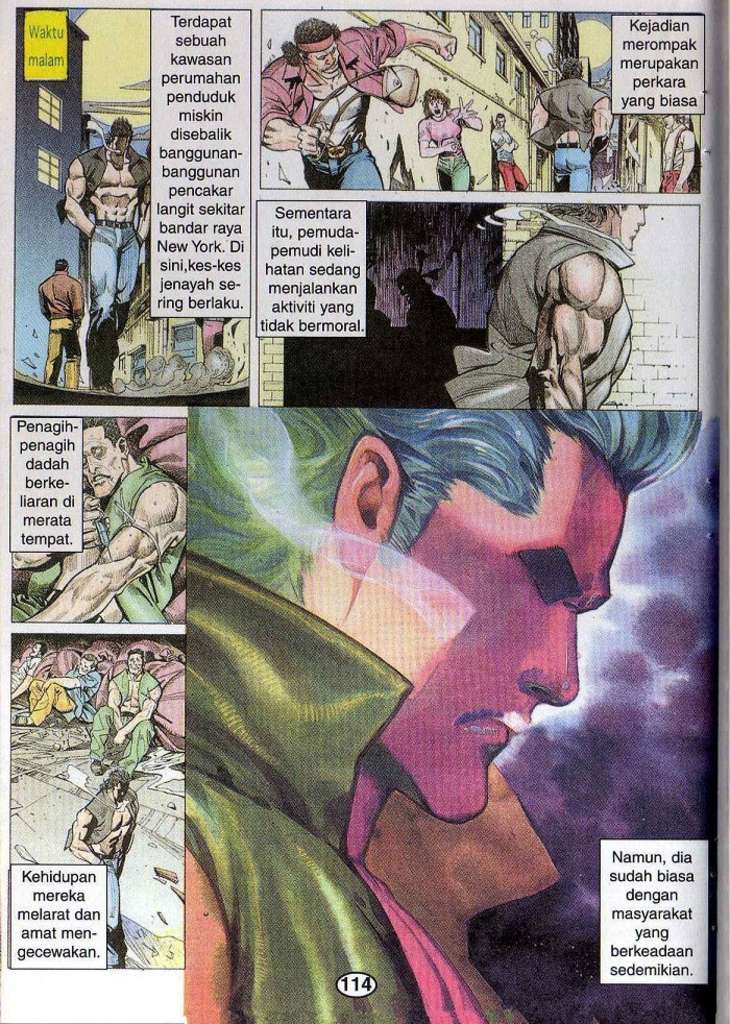 Waktu
malam
Terdapat
sebuah
kawasan
perumahan
penduduk
miskin
disebalik
banggunan-
banggunan
pencakar
langit sekitar
bandar raya
New York. Di
sini,kes-kes
jenayah se-
ring berlaku.
Kejadian
merompak
merupakan
perkara
yang biasa
Sementara
itu, pemuda-
pemudi keli-
hatan sedang
menjalankan
aktiviti yang
tidak bermoral.
Penagih-
penagih
dadah
berke-
liaran di
merata
tempat.
Kehidupan
mereka
melarat dan
amat men-
gecewakan.
Namun, dia
sudah biasa
dengan
masyarakat
yang
berkeadaan
sedemikian.
114